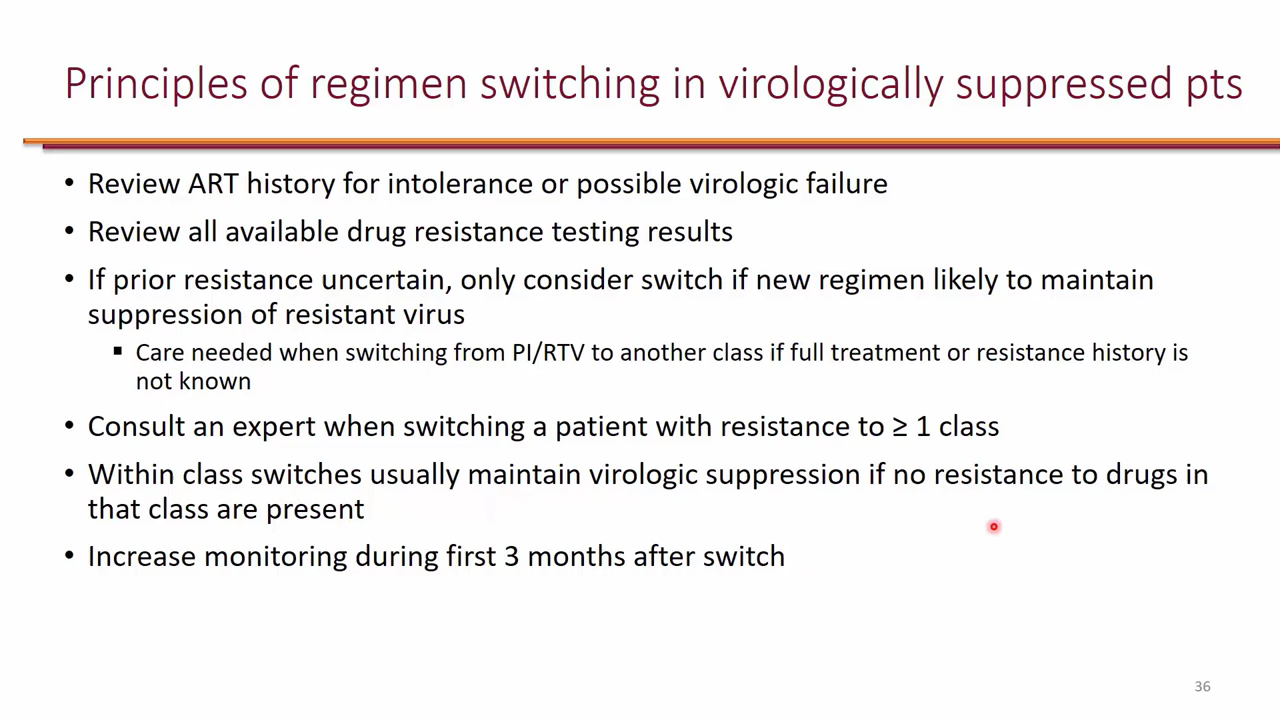 Principles of regimen switching in virologically suppressed pts
• Review ART history for intolerance or possible virologic failure
• Review all available drug resistance testing results
• If prior resistance uncertain, only consider switch if new regimen likely to maintain
suppression of resistant virus
▪ Care needed when switching from PI/RTV to another class if full treatment or resistance history is
not known
• Consult an expert when switching a patient with resistance to ≥ 1 class
• Within class switches usually maintain virologic suppression if no resistance to drugs in
that class are present
• Increase monitoring during first 3 months after switch
36